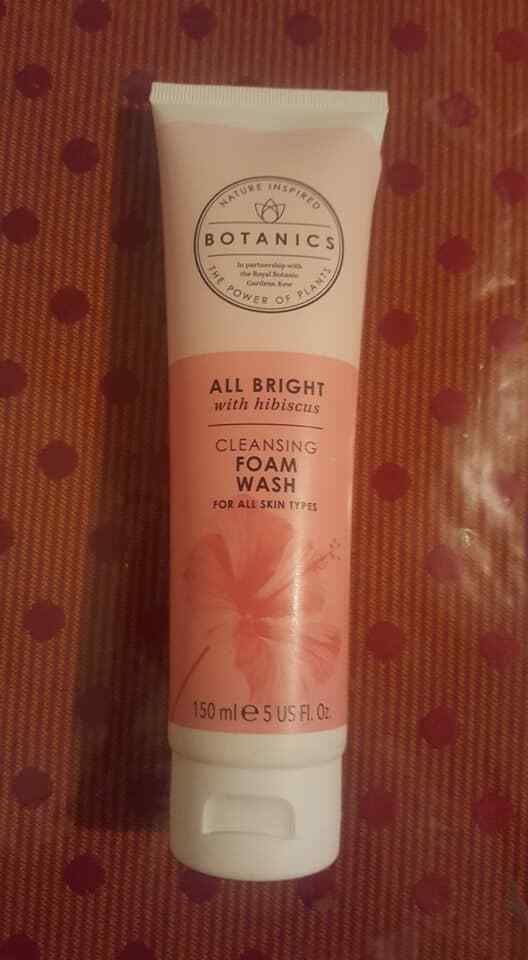 NATURE INSPIRED
BOTANICS
In partnership with
the Royal Botanic
Gardens, Kew
THE POWER OF PLANTS
ALL BRIGHT
with hibiscus
CLEANSING
FOAM
WASH
FOR ALL SKIN TYPES
150 ml e 5 US Fl. Oz.